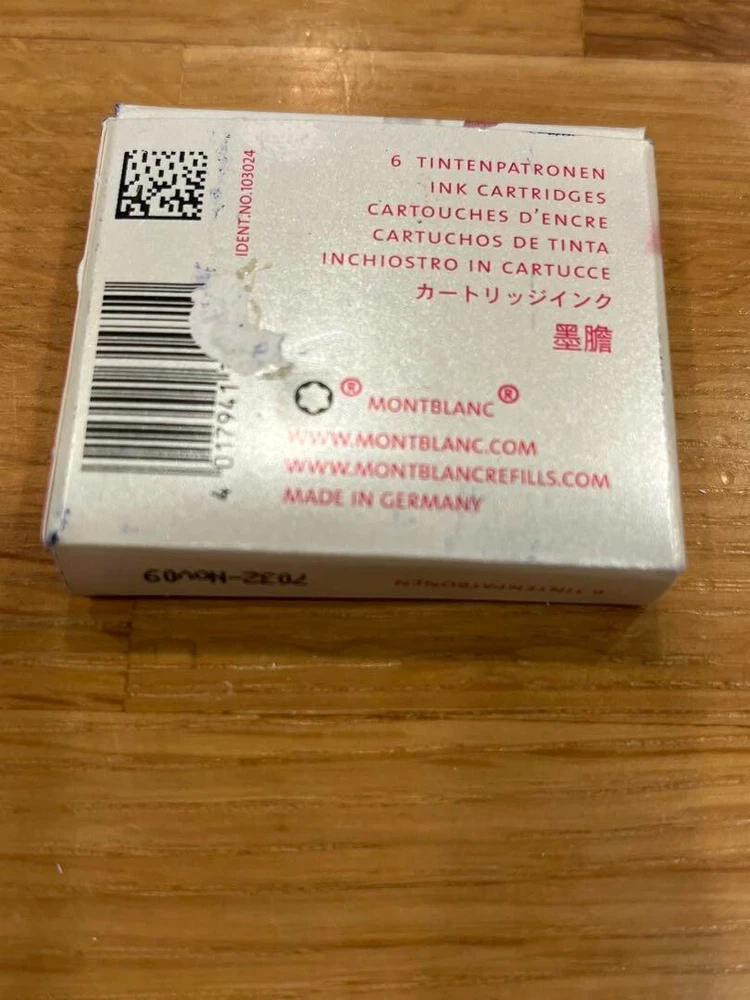 6 TINTENPATRONEN
INK CARTRIDGES
CARTOUCHES D'ENCRE
CARTUCHOS DE TINTA
INCHIOSTRO IN CARTUCCE
カートリッジインク
墨膽
® MONTBLANC®
WWW.MONTBLANC.COM
WWW.MONTBLANCREFILLS.COM
MADE IN GERMANY
IDENT.NO.103024
4 017941
7032-Nov09
6 TINTENPATRONEN